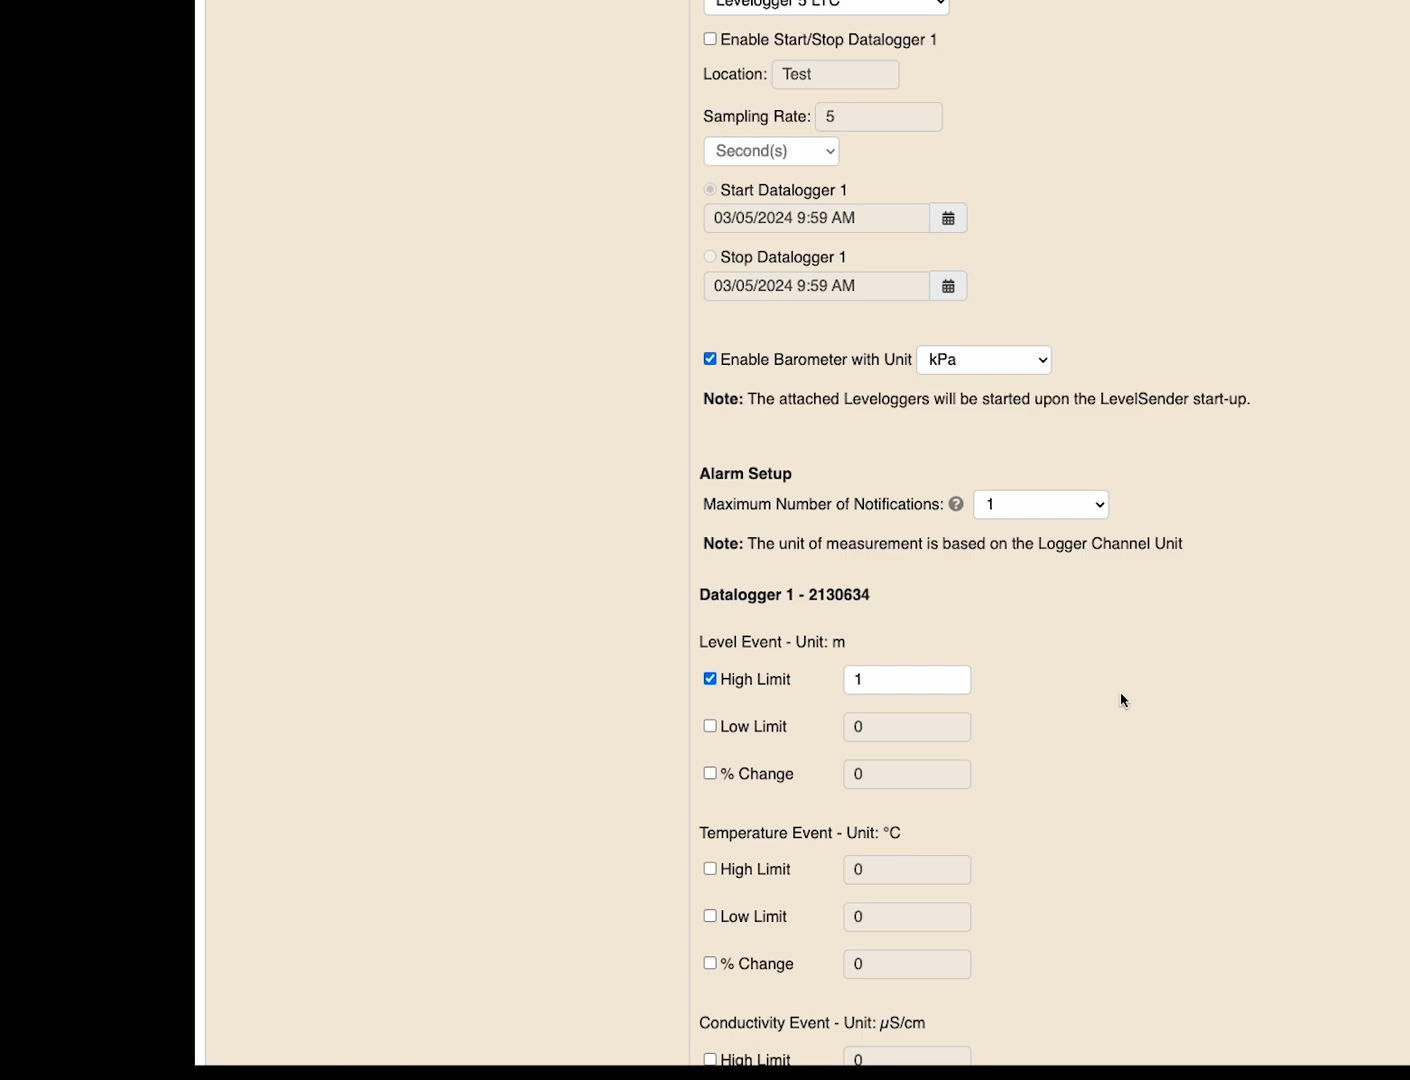 Levelogger 5 LTC
Enable Start/Stop Datalogger 1
Location: Test
Sampling Rate: 5
Second(s)
Start Datalogger 1
03/05/2024 9:59 AM
Stop Datalogger 1
03/05/2024 9:59 AM
Enable Barometer with Unit kPa
Note: The attached Leveloggers will be started upon the LevelSender start-up.
Alarm Setup
Maximum Number of Notifications: ? 1
Note: The unit of measurement is based on the Logger Channel Unit
Datalogger 1 - 2130634
Level Event - Unit: m
High Limit 1
Low Limit 0
% Change 0
Temperature Event - Unit: °C
High Limit 0
Low Limit 0
% Change 0
Conductivity Event - Unit: µS/cm
High Limit 0